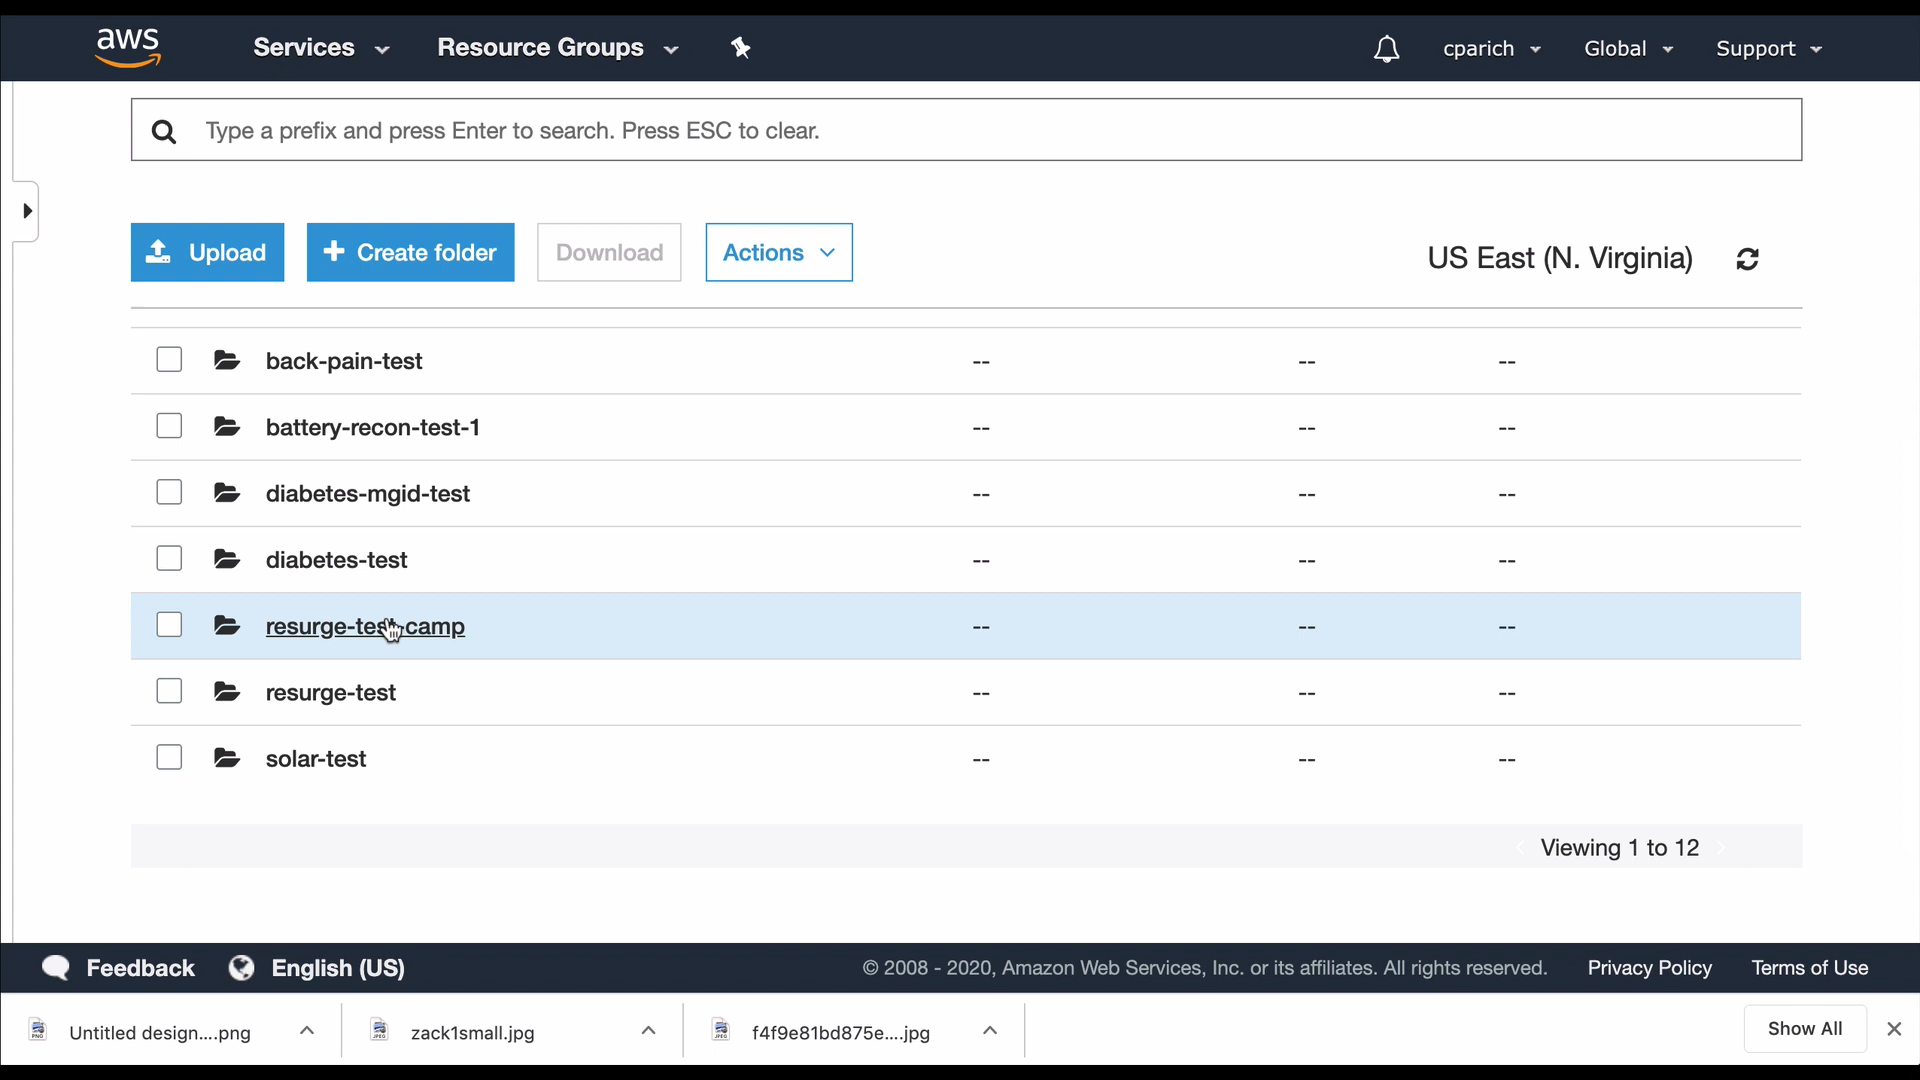 aws Services Resource Groups cparich Global Support
Type a prefix and press Enter to search. Press ESC to clear.
Upload Create folder Download Actions US East (N. Virginia)
back-pain-test -- -- --
battery-recon-test-1 -- -- --
diabetes-mgid-test -- -- --
diabetes-test -- -- --
resurge-test-camp -- -- --
resurge-test -- -- --
solar-test -- -- --
Viewing 1 to 12
Feedback English (US) © 2008 - 2020, Amazon Web Services, Inc. or its affiliates. All rights reserved. Privacy Policy Terms of Use
Untitled design....png zack1small.jpg f4f9e81bd875e....jpg Show All